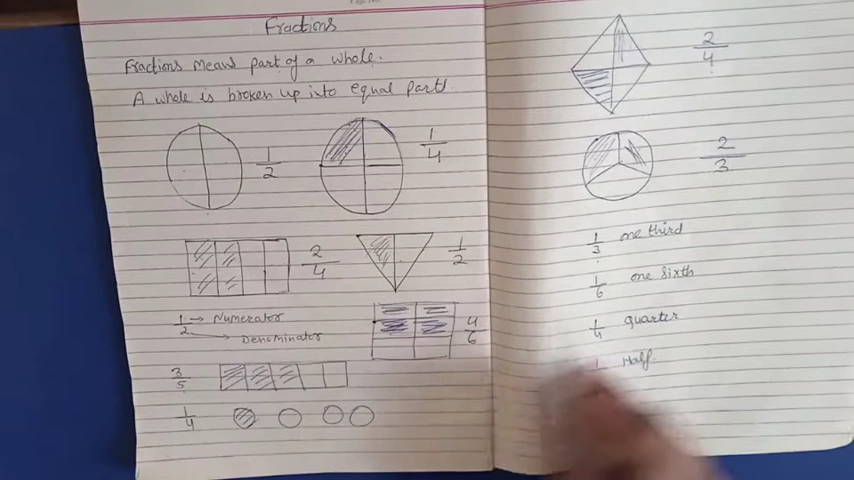 Fractions
Fractions means part of a whole.
A whole is broken up into equal parts.
1/2
1/4
2/4
1/2
1/2 → Numerator
→ Denominator
4/6
3/5
1/4
2/4
2/3
1/3 one third
1/6 one sixth
1/4 quarter
Half